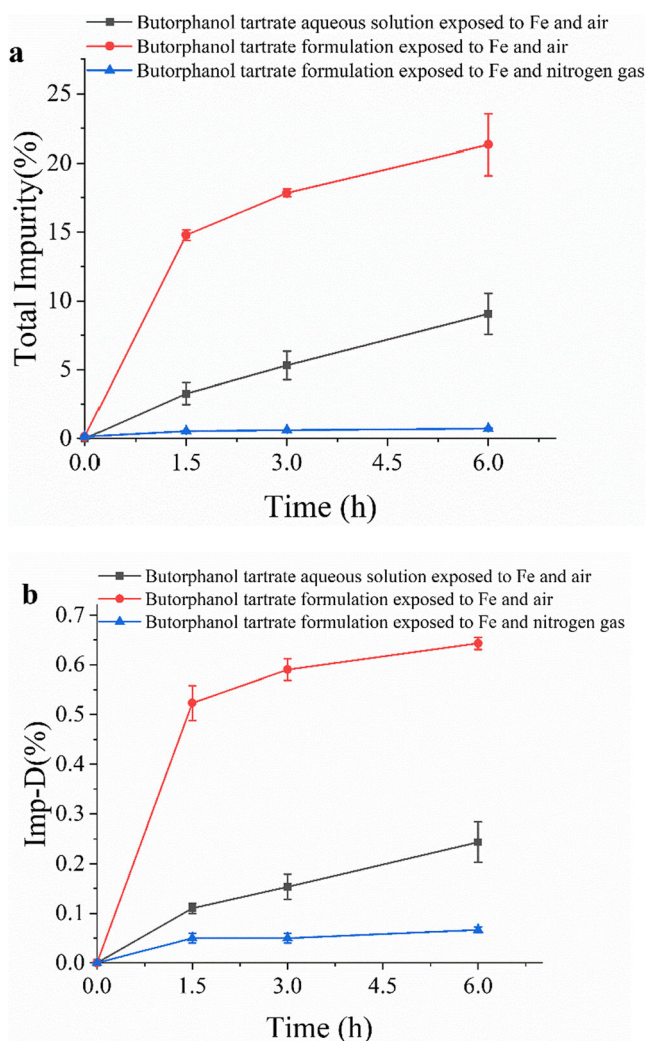 a
Butorphanol tartrate aqueous solution exposed to Fe and air
Butorphanol tartrate formulation exposed to Fe and air
Butorphanol tartrate formulation exposed to Fe and nitrogen gas
Total Impurity(%)
25
20
15
10
5
0
0.0 1.5 3.0 4.5 6.0
Time (h)
b
Butorphanol tartrate aqueous solution exposed to Fe and air
Butorphanol tartrate formulation exposed to Fe and air
Butorphanol tartrate formulation exposed to Fe and nitrogen gas
Imp-D(%)
0.7
0.6
0.5
0.4
0.3
0.2
0.1
0.0
0.0 1.5 3.0 4.5 6.0
Time (h)